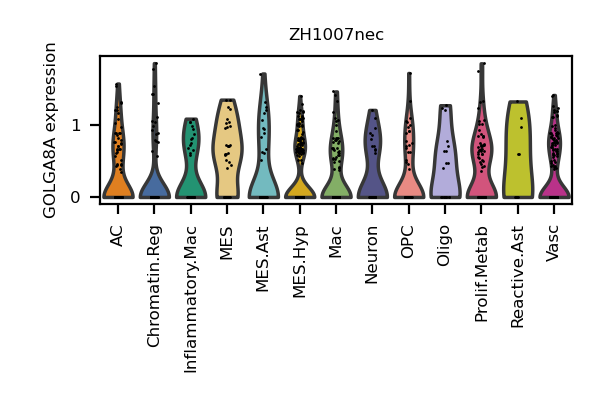 ZH1007nec
GOLGA8A expression
1
0
AC
Chromatin.Reg
Inflammatory.Mac
MES
MES.Ast
MES.Hyp
Mac
Neuron
OPC
Oligo
Prolif.Metab
Reactive.Ast
Vasc